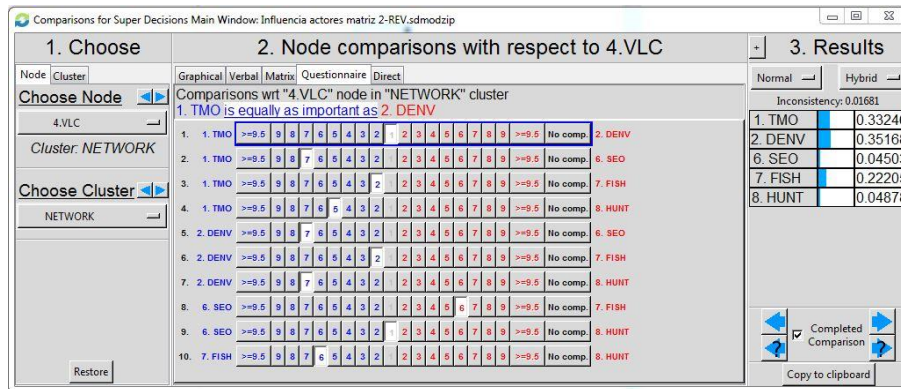 Comparisons for Super Decisions Main Window: Influencia actores matriz 2-REV.sdmodzip
1. Choose
Node Cluster
Choose Node
4.VLC
Cluster: NETWORK
Choose Cluster
NETWORK
Restore
2. Node comparisons with respect to 4.VLC
Graphical Verbal Matrix Questionnaire Direct
Comparisons wrt "4.VLC" node in "NETWORK" cluster
1. TMO is equally as important as 2. DENV
1. 1. TMO >=9.5 9 8 7 6 5 4 3 2 1 2 3 4 5 6 7 8 9 >=9.5 No comp. 2. DENV
2. 1. TMO >=9.5 9 8 7 6 5 4 3 2 1 2 3 4 5 6 7 8 9 >=9.5 No comp. 6. SEO
3. 1. TMO >=9.5 9 8 7 6 5 4 3 2 1 2 3 4 5 6 7 8 9 >=9.5 No comp. 7. FISH
4. 1. TMO >=9.5 9 8 7 6 5 4 3 2 1 2 3 4 5 6 7 8 9 >=9.5 No comp. 8. HUNT
5. 2. DENV >=9.5 9 8 7 6 5 4 3 2 1 2 3 4 5 6 7 8 9 >=9.5 No comp. 6. SEO
6. 2. DENV >=9.5 9 8 7 6 5 4 3 2 1 2 3 4 5 6 7 8 9 >=9.5 No comp. 7. FISH
7. 2. DENV >=9.5 9 8 7 6 5 4 3 2 1 2 3 4 5 6 7 8 9 >=9.5 No comp. 8. HUNT
8. 6. SEO >=9.5 9 8 7 6 5 4 3 2 1 2 3 4 5 6 7 8 9 >=9.5 No comp. 7. FISH
9. 6. SEO >=9.5 9 8 7 6 5 4 3 2 1 2 3 4 5 6 7 8 9 >=9.5 No comp. 8. HUNT
10. 7. FISH >=9.5 9 8 7 6 5 4 3 2 1 2 3 4 5 6 7 8 9 >=9.5 No comp. 8. HUNT
+ 3. Results
Normal Hybrid
Inconsistency: 0.01681
1. TMO 0.33246
2. DENV 0.35168
6. SEO 0.04503
7. FISH 0.22205
8. HUNT 0.04878
Completed
Comparison
Copy to clipboard